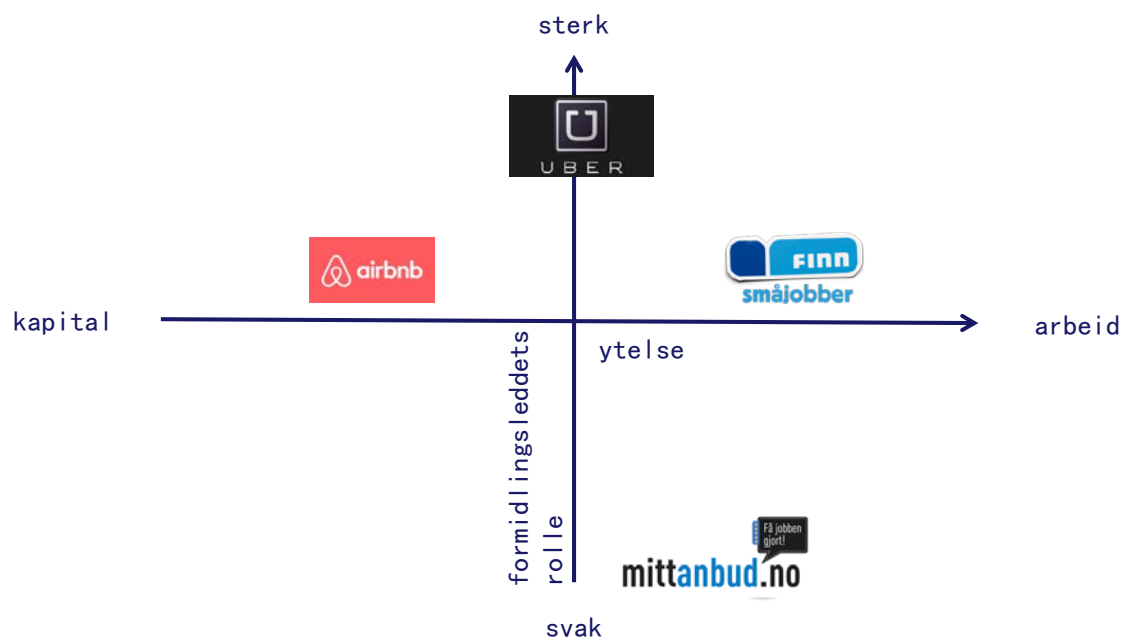 sterk
UBER
airbnb
FINN
småjobber
kapital
arbeid
ytelse
formidlingsleddets
rolle
Få jobben
gjort!
mittanbud.no
svak